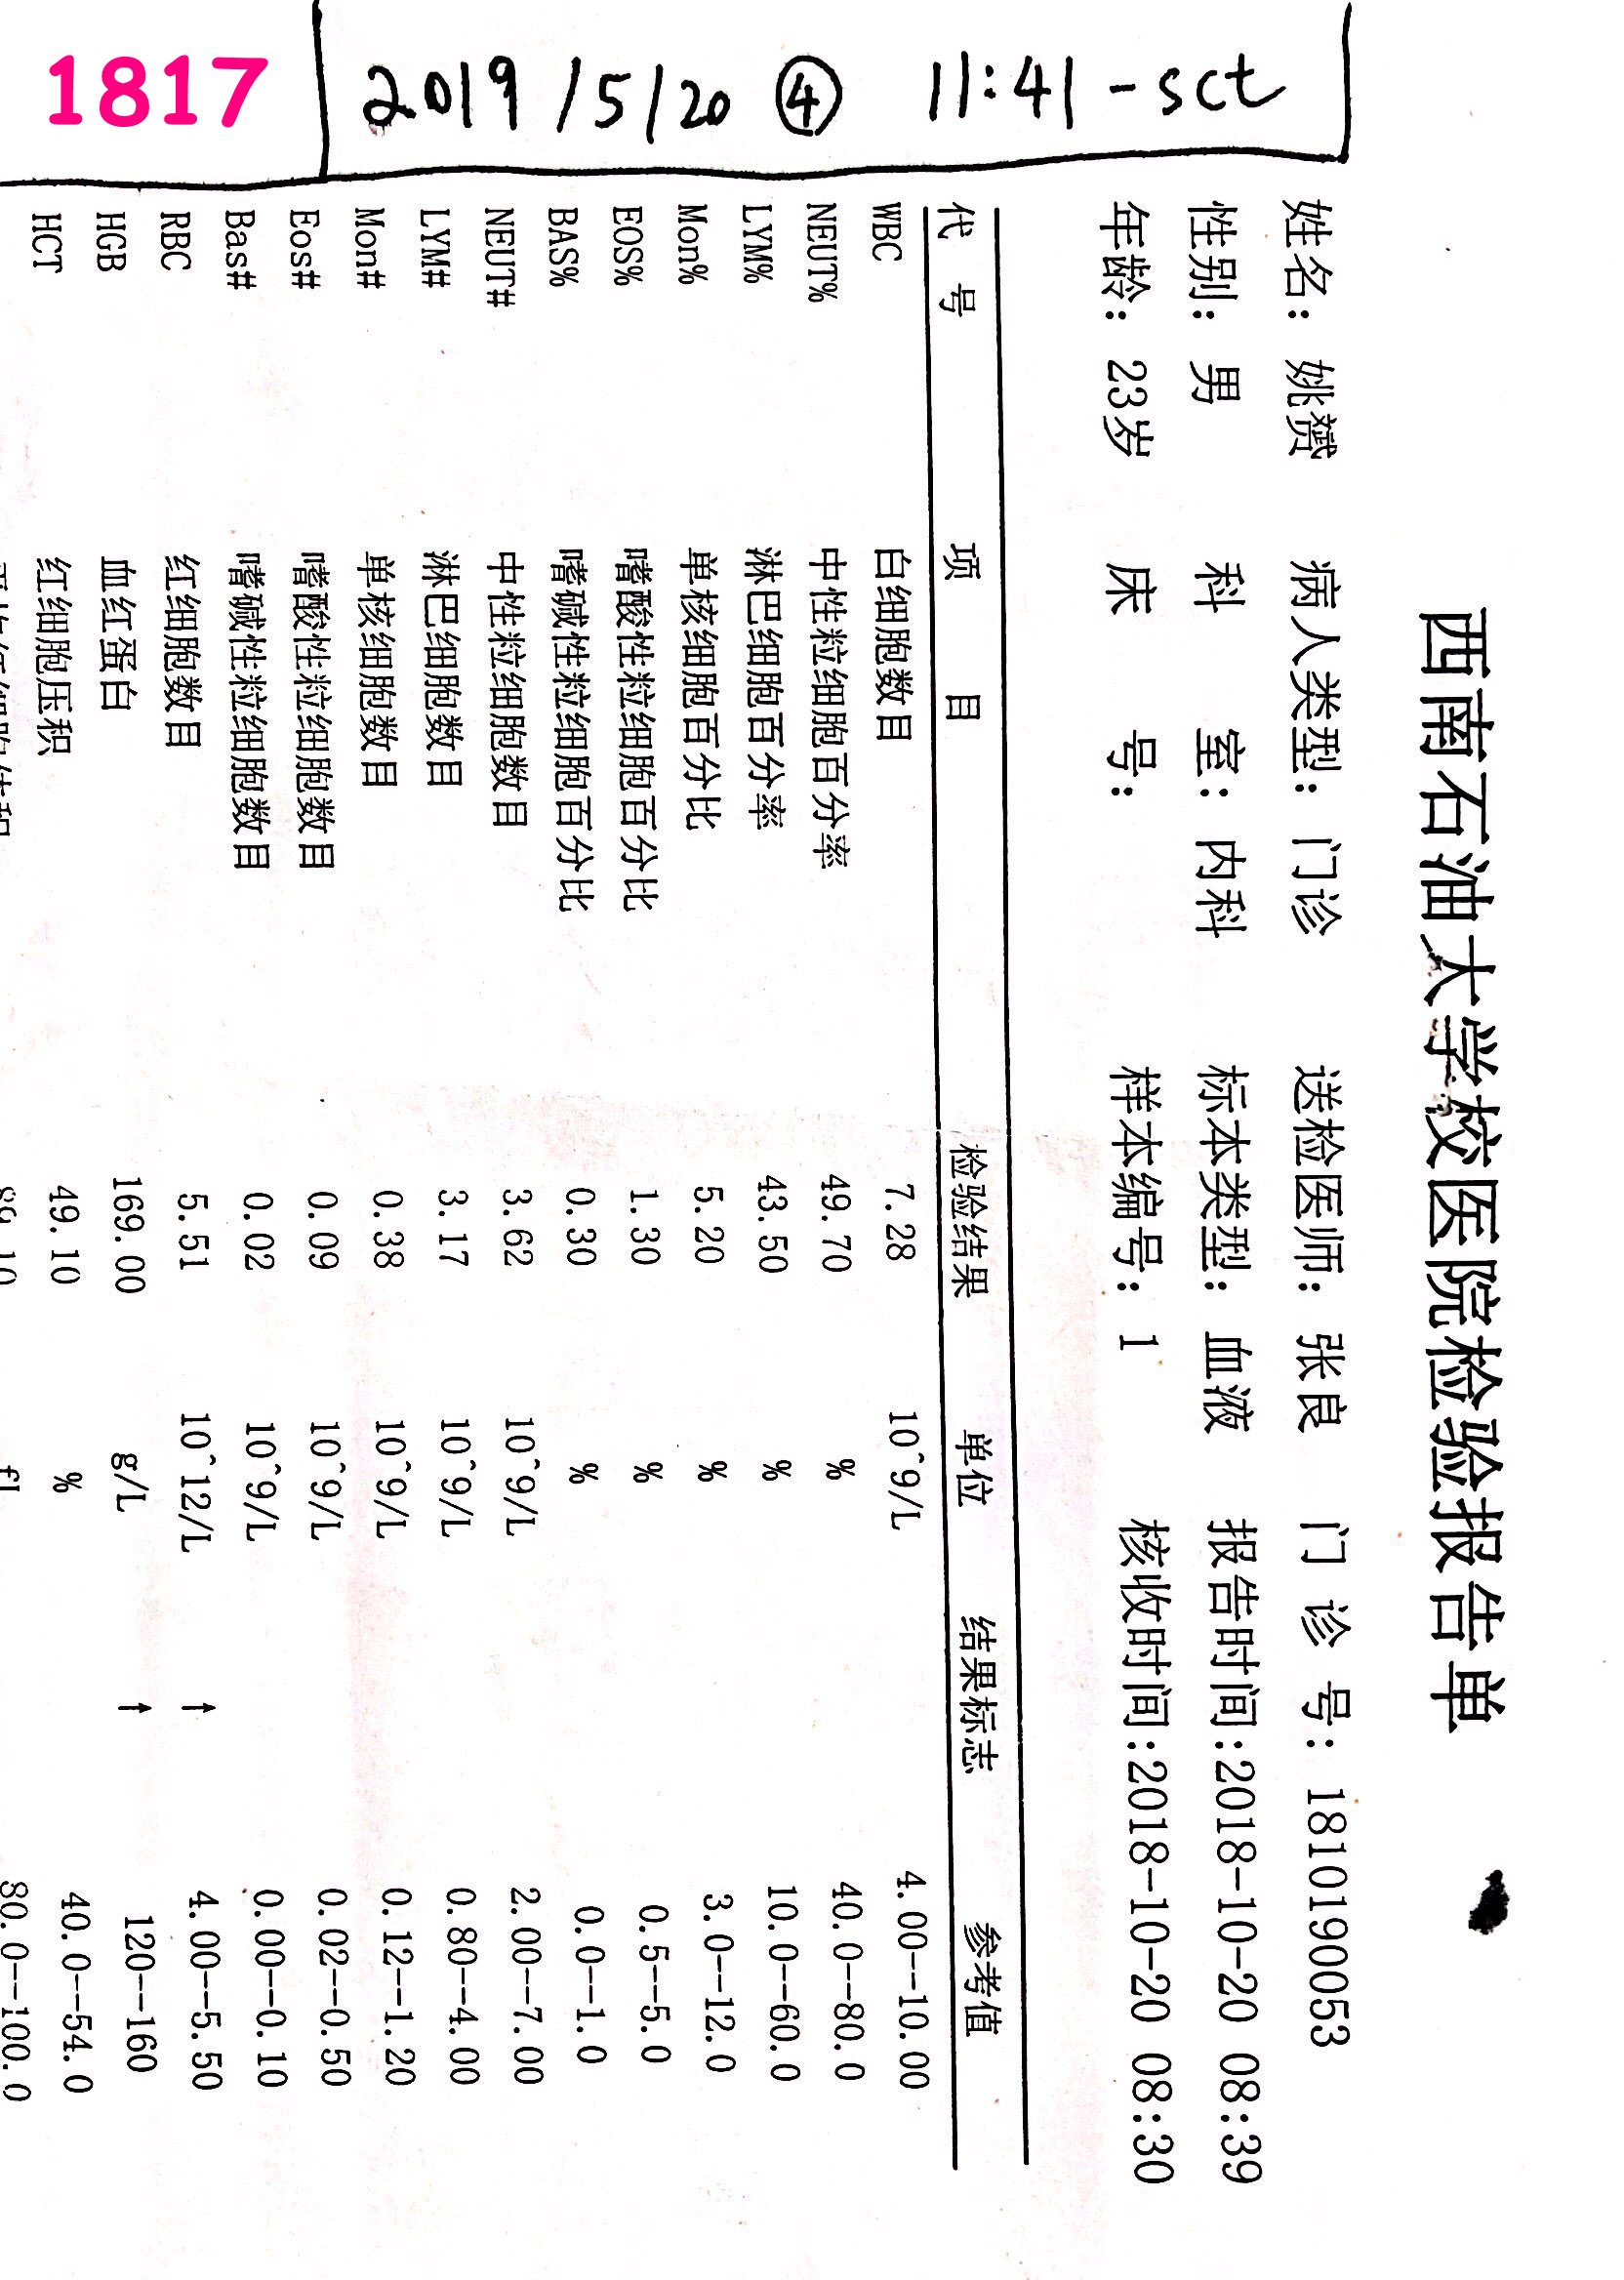 1817
2019/5/20 ④ 11:41-sct
西南石油大学校医院检验报告单
姓名: 姚赟 病人类型: 门诊 送检医师: 张良 门 诊 号: 1810190053
性别: 男 科 室: 内科 标本类型: 血液 报告时间:2018-10-20 08:39
年龄: 23岁 床 号: 样本编号: 1 核收时间:2018-10-20 08:30
代 号 项 目 检验结果 单位 结果标志 参考值
WBC 白细胞数目 7.28 10^9/L 4.00--10.00
NEUT% 中性粒细胞百分率 49.70 % 40.0--80.0
LYM% 淋巴细胞百分率 43.50 % 10.0--60.0
Mon% 单核细胞百分比 5.20 % 3.0--12.0
EOS% 嗜酸性粒细胞百分比 1.30 % 0.5--5.0
BAS% 嗜碱性粒细胞百分比 0.30 % 0.0--1.0
NEUT# 中性粒细胞数目 3.62 10^9/L 2.00--7.00
LYM# 淋巴细胞数目 3.17 10^9/L 0.80--4.00
Mon# 单核细胞数目 0.38 10^9/L 0.12--1.20
Eos# 嗜酸性粒细胞数目 0.09 10^9/L 0.02--0.50
Bas# 嗜碱性粒细胞数目 0.02 10^9/L 0.00--0.10
RBC 红细胞数目 5.51 10^12/L ↑ 4.00--5.50
HGB 血红蛋白 169.00 g/L ↑ 120--160
HCT 红细胞压积 49.10 % 40.0--54.0
80.0--100.0